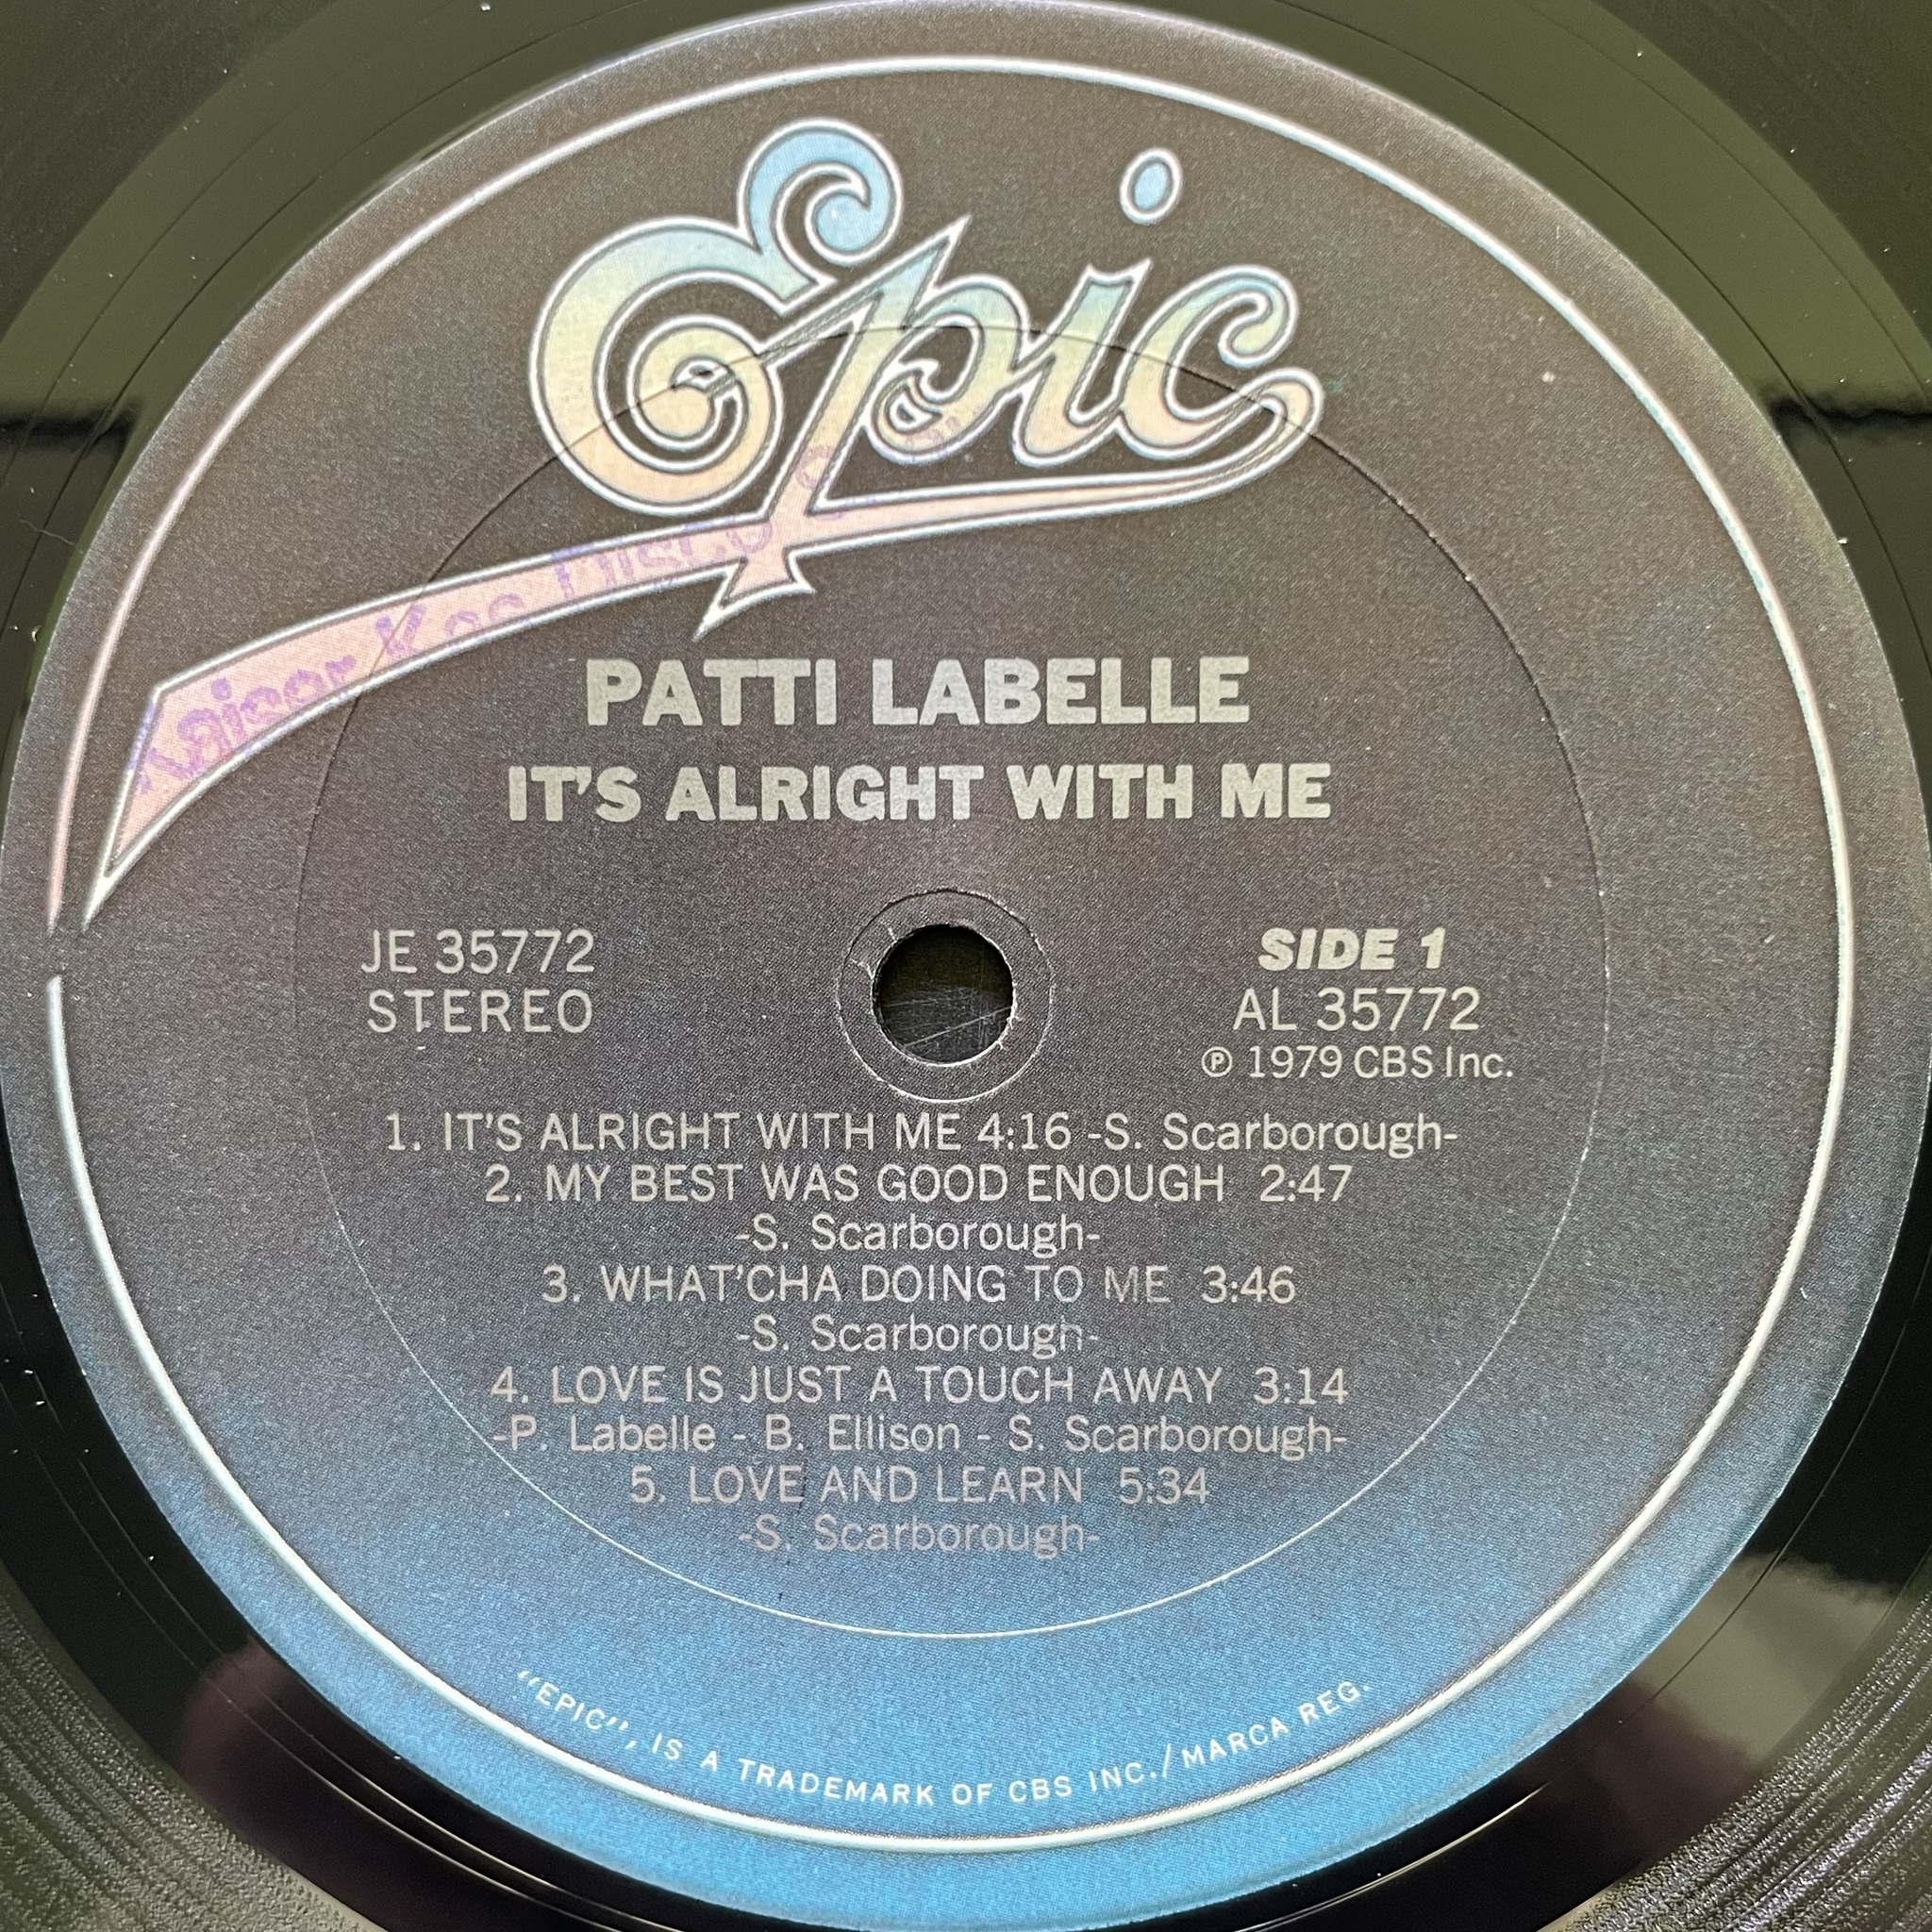 Epic
PATTI LABELLE
IT'S ALRIGHT WITH ME
JE 35772
STEREO
SIDE 1
AL 35772
℗ 1979 CBS Inc.
1. IT'S ALRIGHT WITH ME 4:16 -S. Scarborough-
2. MY BEST WAS GOOD ENOUGH 2:47
-S. Scarborough-
3. WHAT'CHA DOING TO ME 3:46
-S. Scarborough-
4. LOVE IS JUST A TOUCH AWAY 3:14
-P. Labelle - B. Ellison - S. Scarborough-
5. LOVE AND LEARN 5:34
-S. Scarborough-
"EPIC", IS A TRADEMARK OF CBS INC./MARCA REG.